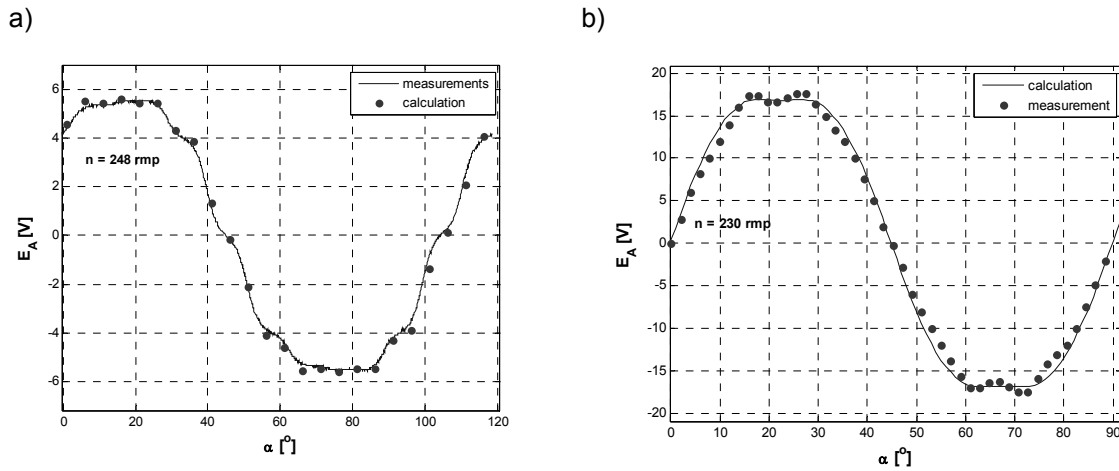 a)
measurements
calculation
n = 248 rmp
E_A [V]
6
4
2
0
-2
-4
-6
0 20 40 60 80 100 120
α [°]
b)
calculation
measurement
n = 230 rmp
E_A [V]
20
15
10
5
0
-5
-10
-15
-20
0 10 20 30 40 50 60 70 80 90
α [°]